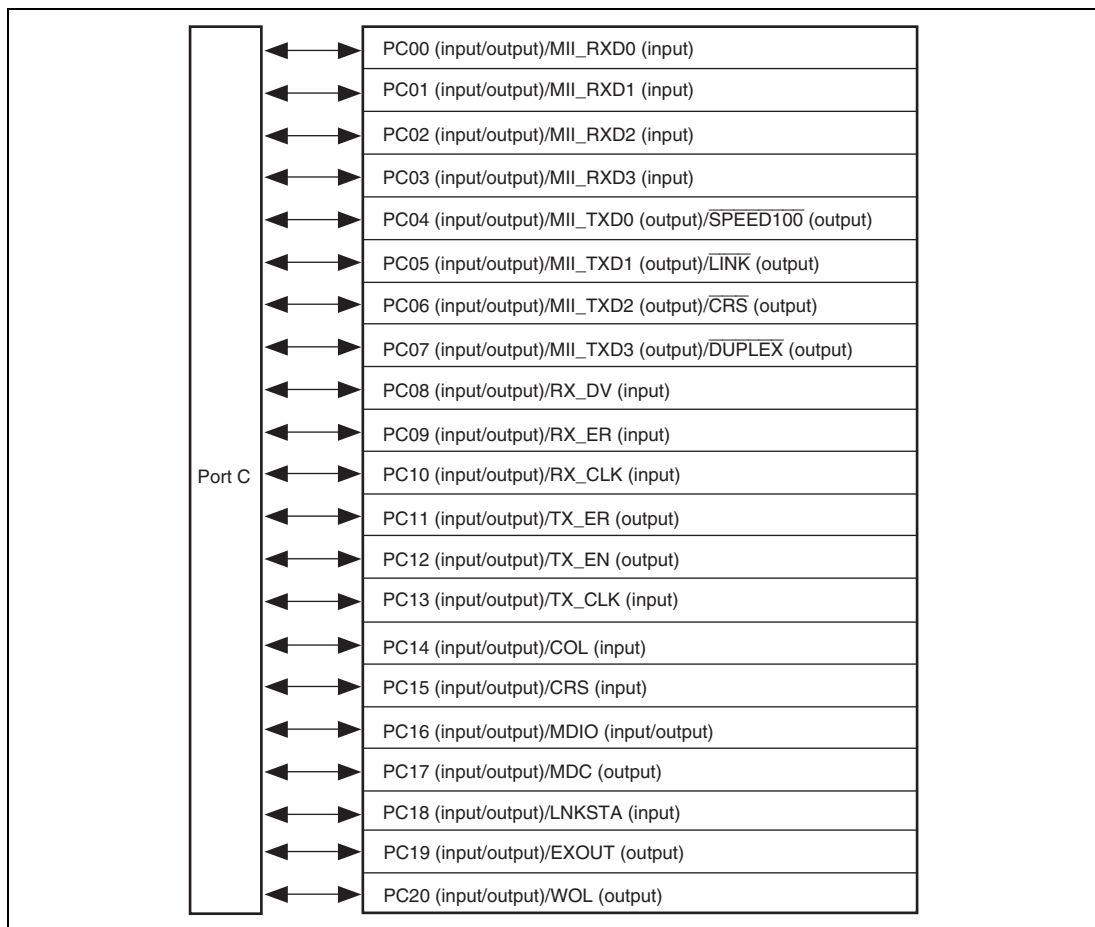 Port C
PC00 (input/output)/MII_RXD0 (input)
PC01 (input/output)/MII_RXD1 (input)
PC02 (input/output)/MII_RXD2 (input)
PC03 (input/output)/MII_RXD3 (input)
PC04 (input/output)/MII_TXD0 (output)/S̅P̅E̅E̅D̅1̅0̅0̅ (output)
PC05 (input/output)/MII_TXD1 (output)/L̅I̅N̅K̅ (output)
PC06 (input/output)/MII_TXD2 (output)/C̅R̅S̅ (output)
PC07 (input/output)/MII_TXD3 (output)/D̅U̅P̅L̅E̅X̅ (output)
PC08 (input/output)/RX_DV (input)
PC09 (input/output)/RX_ER (input)
PC10 (input/output)/RX_CLK (input)
PC11 (input/output)/TX_ER (output)
PC12 (input/output)/TX_EN (output)
PC13 (input/output)/TX_CLK (input)
PC14 (input/output)/COL (input)
PC15 (input/output)/CRS (input)
PC16 (input/output)/MDIO (input/output)
PC17 (input/output)/MDC (output)
PC18 (input/output)/LNKSTA (input)
PC19 (input/output)/EXOUT (output)
PC20 (input/output)/WOL (output)